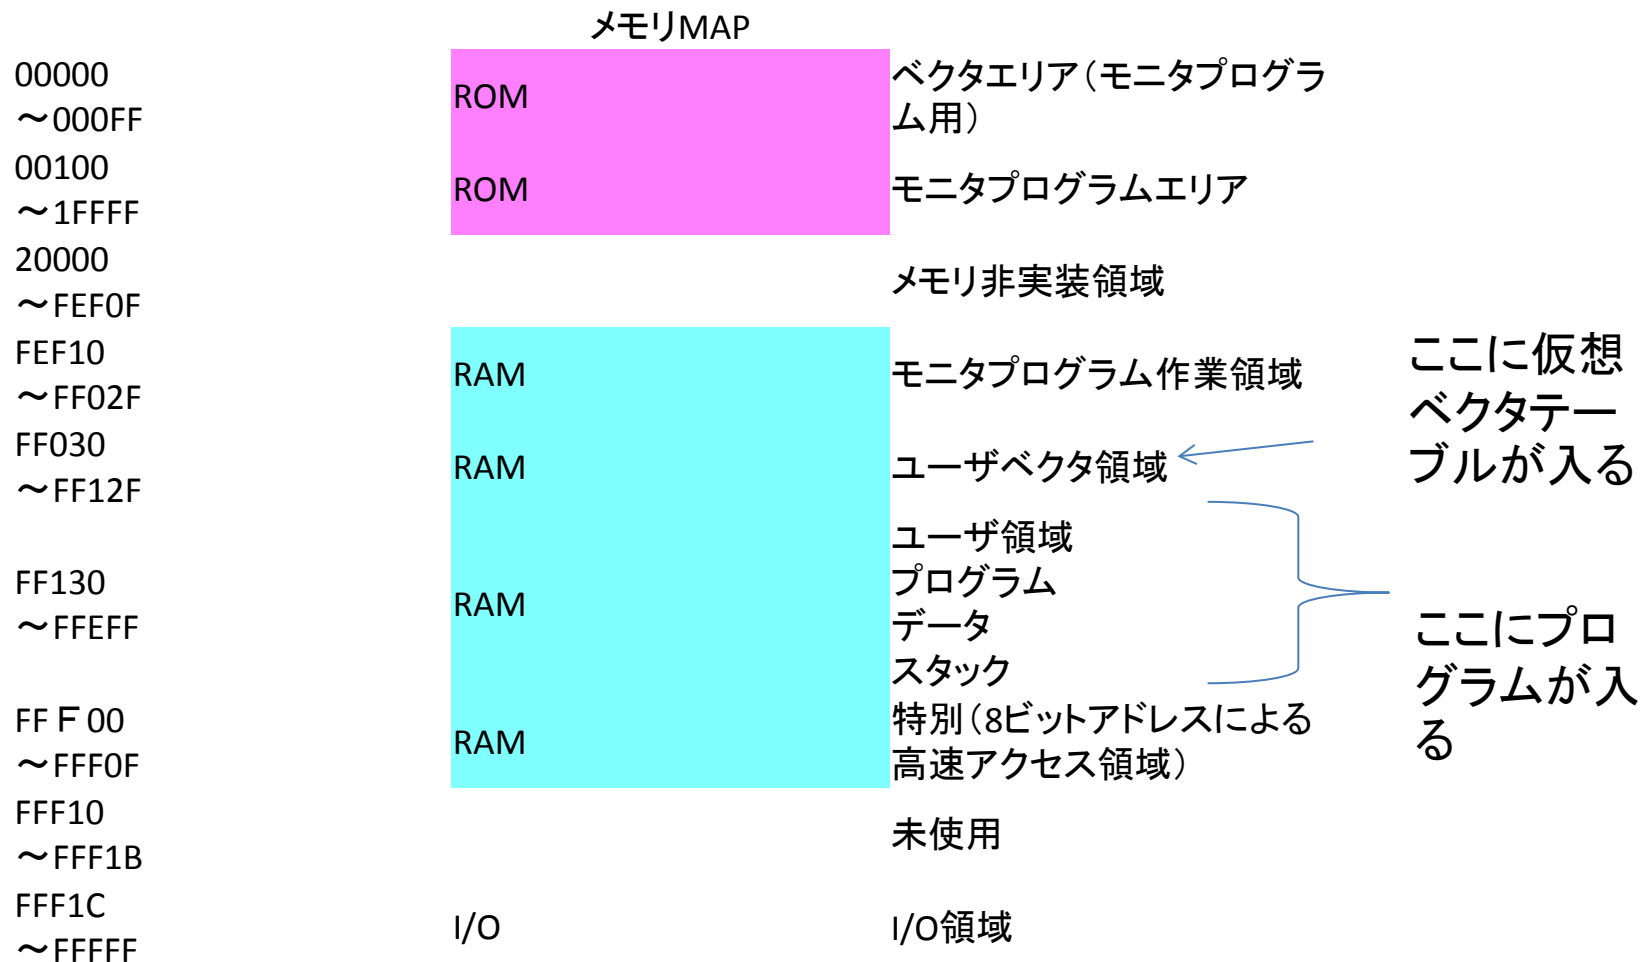 メモリMAP
00000
～000FF
ROM
ベクタエリア（モニタプログラ
ム用）
00100
～1FFFF
ROM
モニタプログラムエリア
20000
～FEF0F
メモリ非実装領域
FEF10
～FF02F
RAM
モニタプログラム作業領域
FF030
～FF12F
RAM
ユーザベクタ領域
ここに仮想
ベクタテー
ブルが入る
FF130
～FFEFF
RAM
ユーザ領域
プログラム
データ
スタック
ここにプロ
グラムが入
る
FFＦ00
～FFF0F
RAM
特別（8ビットアドレスによる
高速アクセス領域）
FFF10
～FFF1B
未使用
FFF1C
～FFFFF
I/O
I/O領域